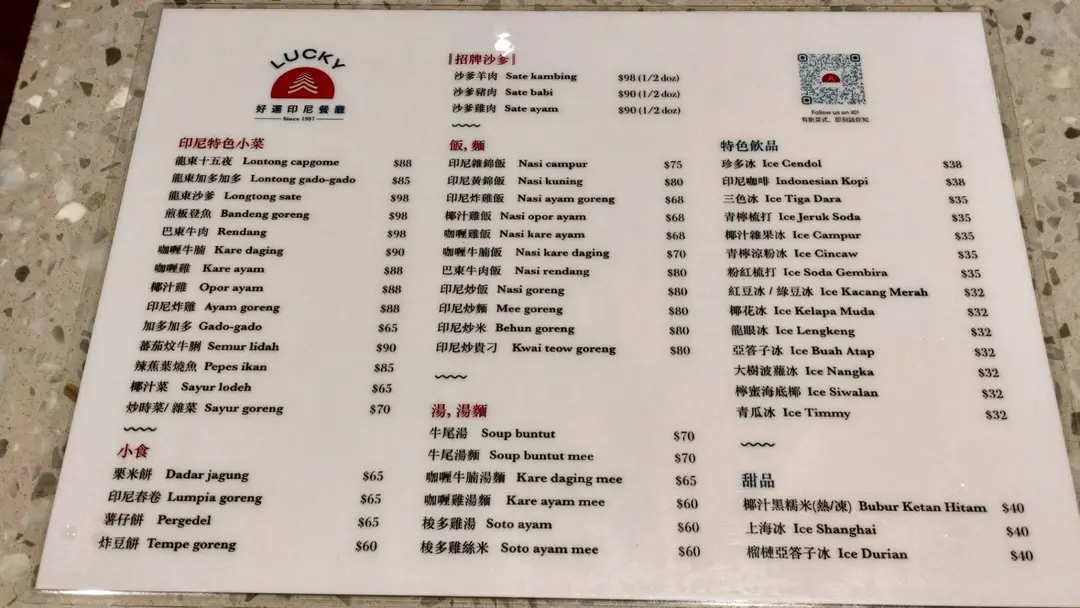 LUCKY
好運印尼餐廳
Since 1987
印尼特色小菜
龍東十五夜 Lontong capgome $88
龍東加多加多 Lontong gado-gado $85
龍東沙爹 Longtong sate $98
煎板登魚 Bandeng goreng $98
巴東牛肉 Rendang $98
咖喱牛腩 Kare daging $90
咖喱雞 Kare ayam $88
椰汁雞 Opor ayam $88
印尼炸雞 Ayam goreng $88
加多加多 Gado-gado $65
蕃茄炆牛脷 Semur lidah $90
辣蕉葉燒魚 Pepes ikan $85
椰汁菜 Sayur lodeh $65
炒時菜/ 雜菜 Sayur goreng $70
小食
粟米餅 Dadar jagung $65
印尼春卷 Lumpia goreng $65
薯仔餅 Pergedel $65
炸豆餅 Tempe goreng $60
招牌沙爹
沙爹羊肉 Sate kambing $98 (1/2 doz)
沙爹豬肉 Sate babi $90 (1/2 doz)
沙爹雞肉 Sate ayam $90 (1/2 doz)
飯, 麵
印尼雜錦飯 Nasi campur $75
印尼黃錦飯 Nasi kuning $80
印尼炸雞飯 Nasi ayam goreng $68
椰汁雞飯 Nasi opor ayam $68
咖喱雞飯 Nasi kare ayam $68
咖喱牛腩飯 Nasi kare daging $70
巴東牛肉飯 Nasi rendang $80
印尼炒飯 Nasi goreng $80
印尼炒麵 Mee goreng $80
印尼炒米 Behun goreng $80
印尼炒貴刁 Kwai teow goreng $80
湯, 湯麵
牛尾湯 Soup buntut $70
牛尾湯麵 Soup buntut mee $70
咖喱牛腩湯麵 Kare daging mee $65
咖喱雞湯麵 Kare ayam mee $60
梭多雞湯 Soto ayam $60
梭多雞絲米 Soto ayam mee $60
Follow us on IG!
有新菜式，即刻話你知
特色飲品
珍多冰 Ice Cendol $38
印尼咖啡 Indonesian Kopi $38
三色冰 Ice Tiga Dara $35
青檸梳打 Ice Jeruk Soda $35
椰汁雜果冰 Ice Campur $35
青檸涼粉冰 Ice Cincaw $35
粉紅梳打 Ice Soda Gembira $35
紅豆冰 / 綠豆冰 Ice Kacang Merah $32
椰花冰 Ice Kelapa Muda $32
龍眼冰 Ice Lengkeng $32
亞答子冰 Ice Buah Atap $32
大樹波蘿冰 Ice Nangka $32
檸蜜海底椰 Ice Siwalan $32
青瓜冰 Ice Timmy $32
甜品
椰汁黑糯米(熱/凍) Bubur Ketan Hitam $40
上海冰 Ice Shanghai $40
榴槤亞答子冰 Ice Durian $40